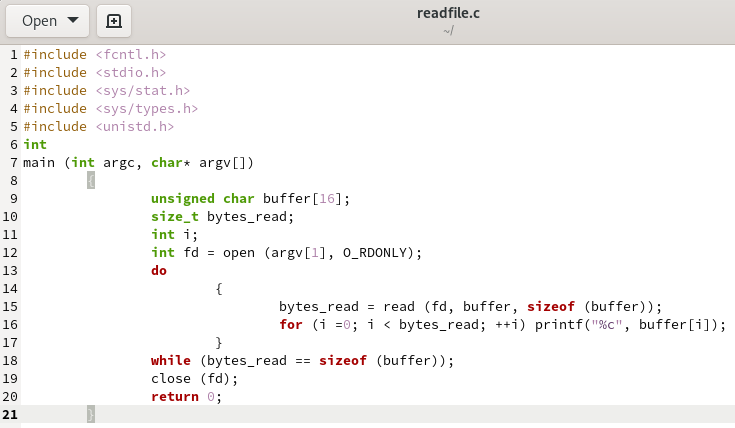 Open
readfile.c
~/
1 #include <fcntl.h>
2 #include <stdio.h>
3 #include <sys/stat.h>
4 #include <sys/types.h>
5 #include <unistd.h>
6 int
7 main (int argc, char* argv[])
8 {
9 unsigned char buffer[16];
10 size_t bytes_read;
11 int i;
12 int fd = open (argv[1], O_RDONLY);
13 do
14 {
15 bytes_read = read (fd, buffer, sizeof (buffer));
16 for (i =0; i < bytes_read; ++i) printf("%c", buffer[i]);
17 }
18 while (bytes_read == sizeof (buffer));
19 close (fd);
20 return 0;
21 }